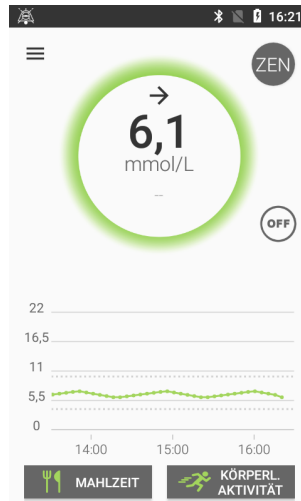 16:21
ZEN
6,1
mmol/L
--
OFF
22
16,5
11
5,5
0
14:00 15:00 16:00
MAHLZEIT
KÖRPERL.
AKTIVITÄT